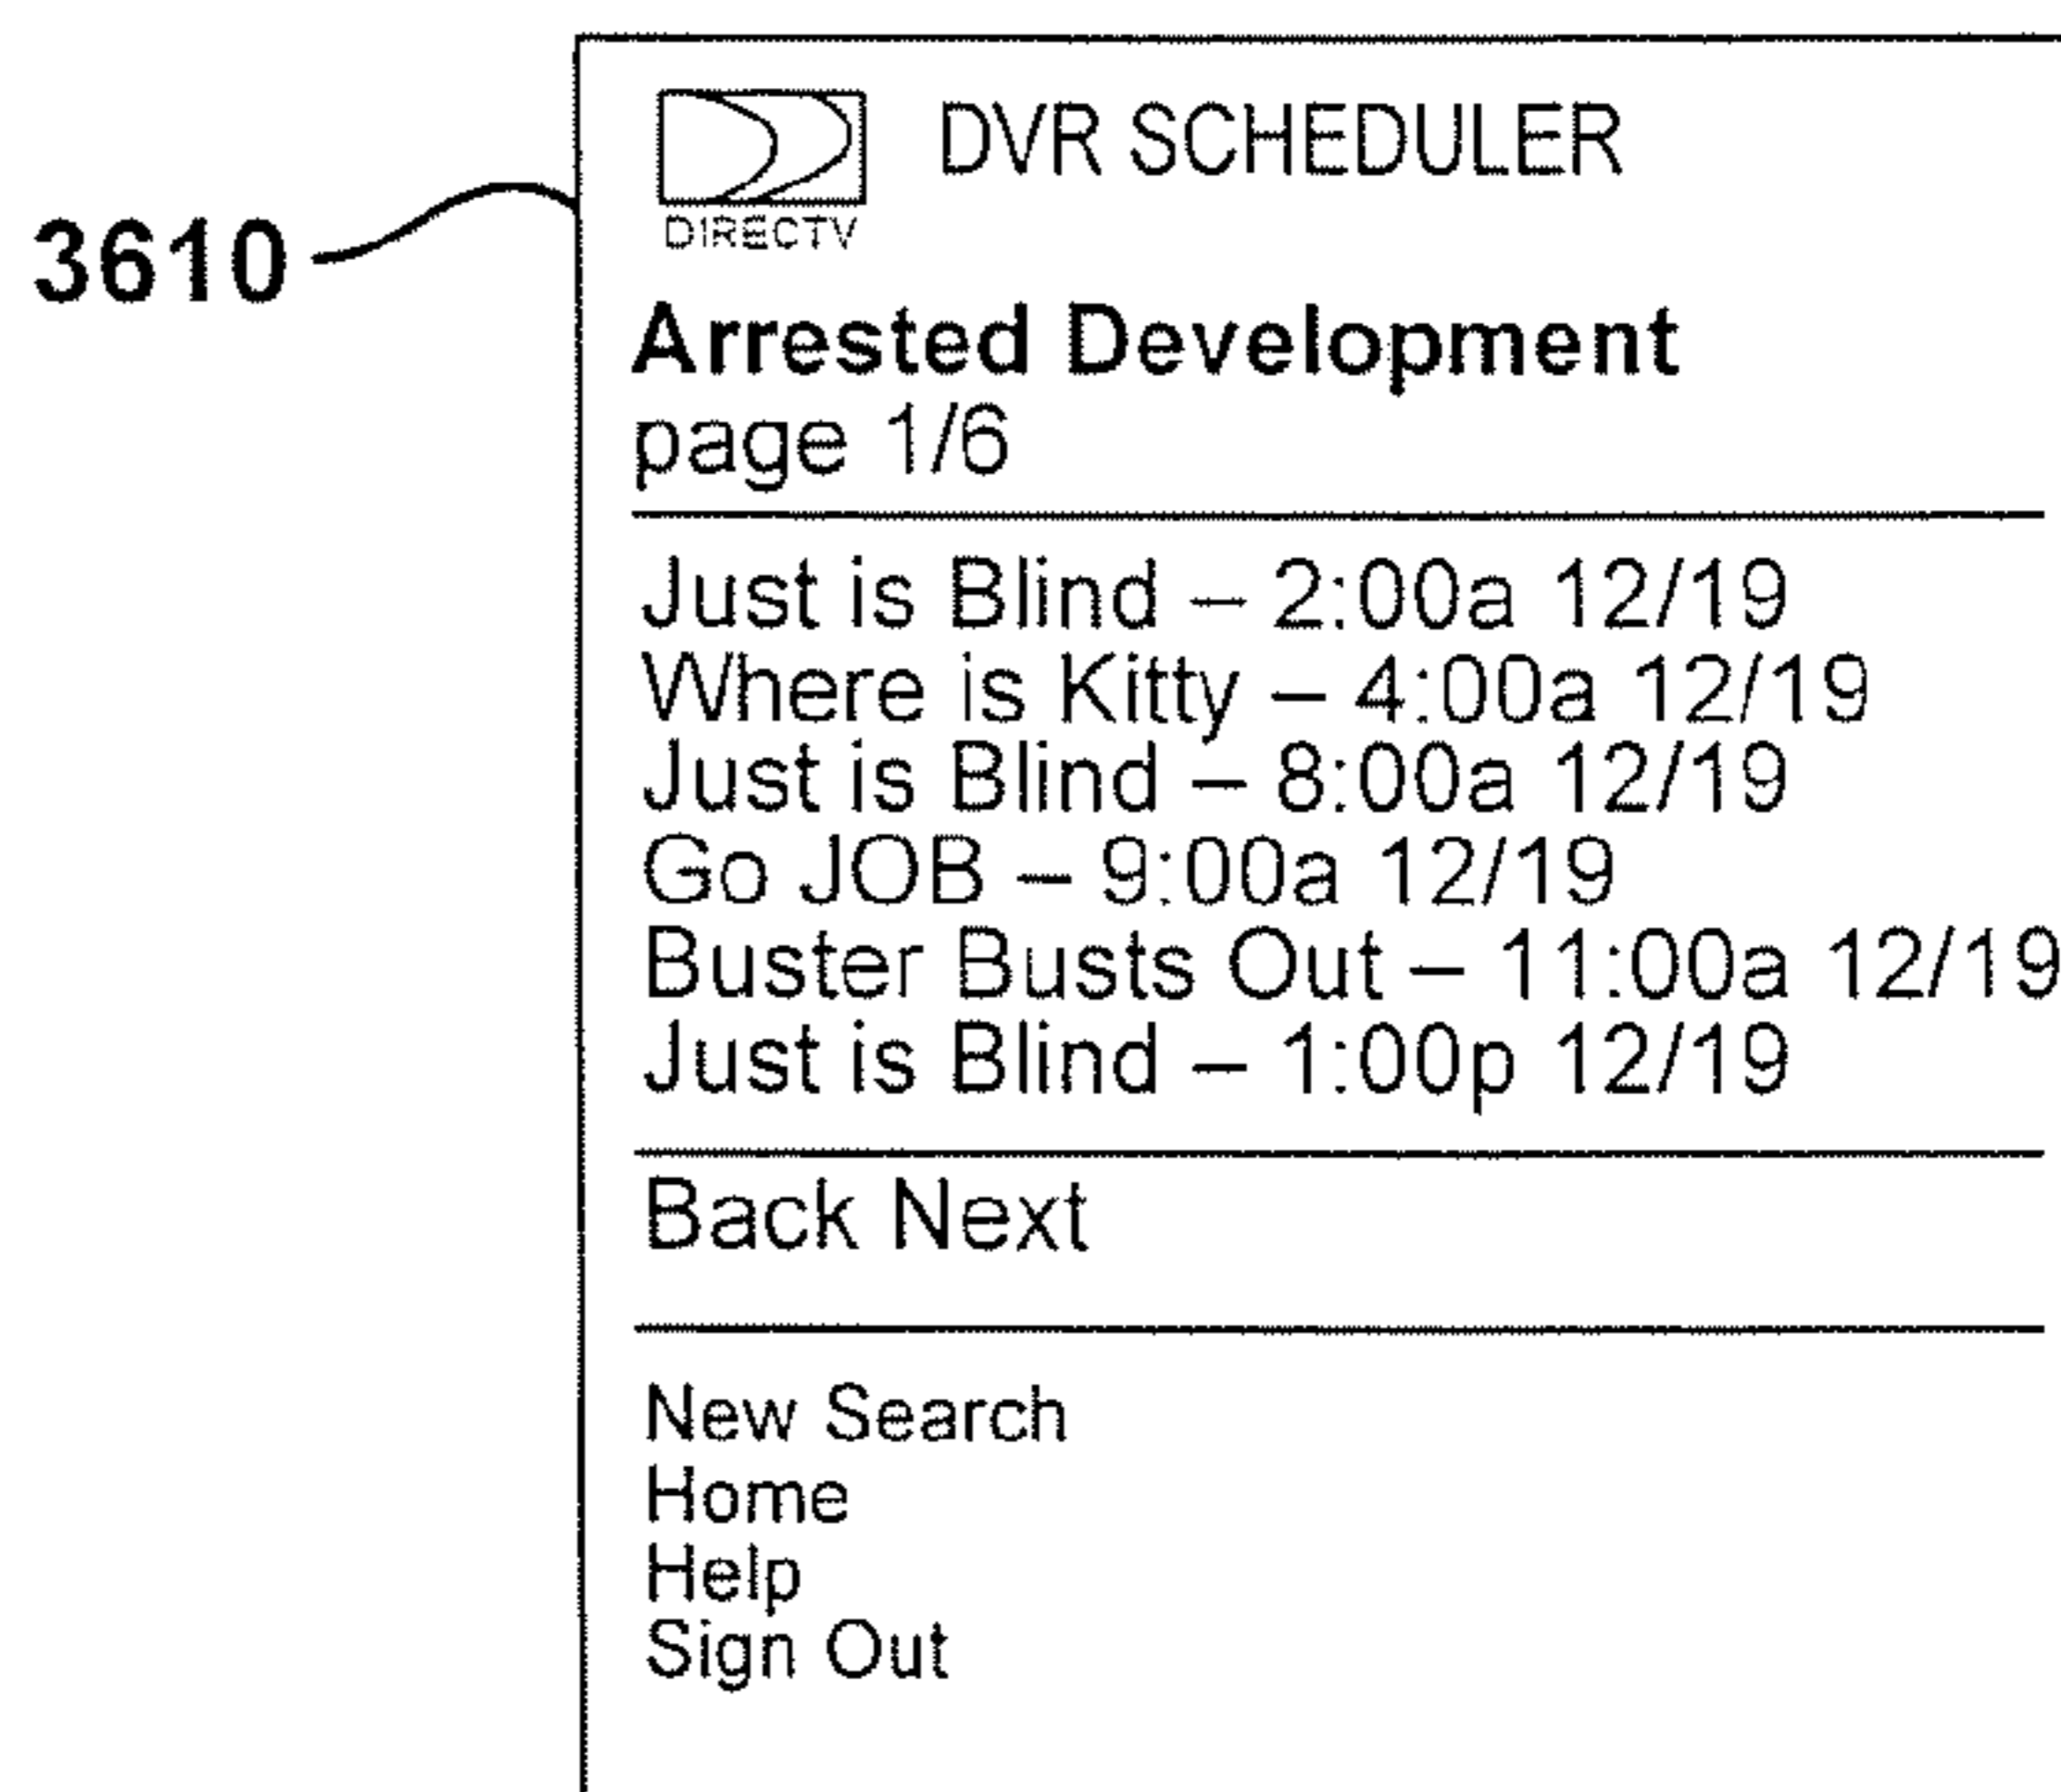 DVR SCHEDULER
DIRECTV
3610
Arrested Development
page 1/6
Just is Blind – 2:00a 12/19
Where is Kitty – 4:00a 12/19
Just is Blind – 8:00a 12/19
Go JOB – 9:00a 12/19
Buster Busts Out – 11:00a 12/19
Just is Blind – 1:00p 12/19
Back Next
New Search
Home
Help
Sign Out